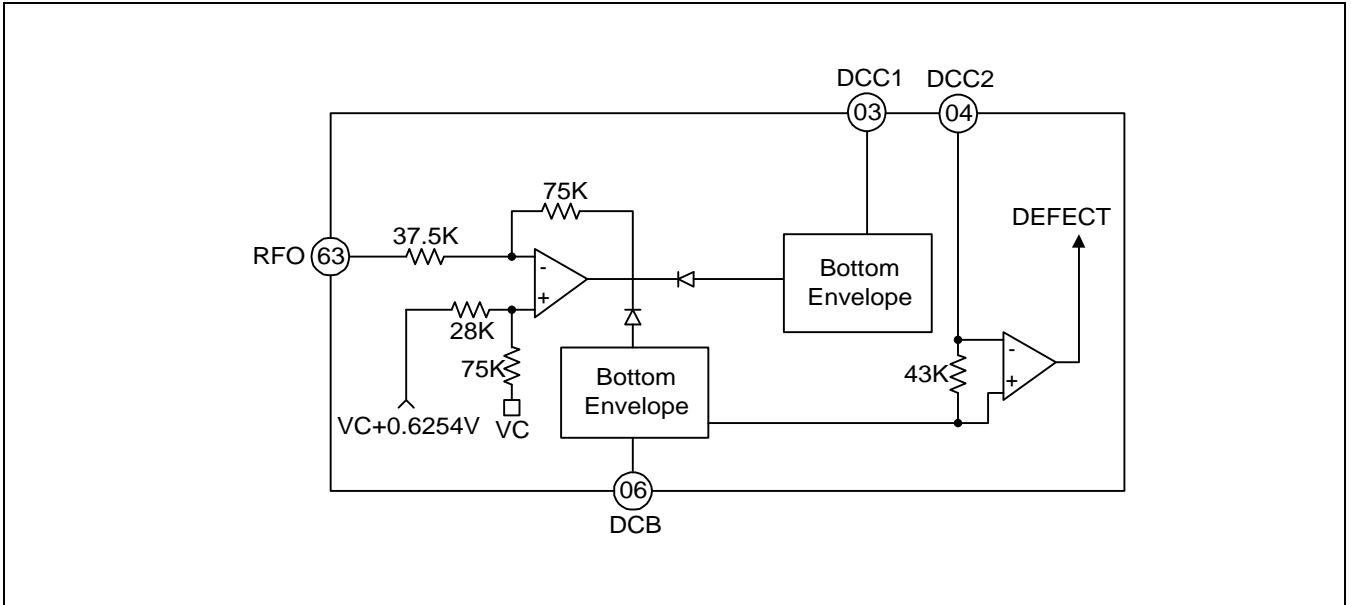 DCC1 DCC2
03 04
75K
DEFECT
37.5K
RFO 63
-
+
Bottom
Envelope
28K
75K
VC+0.6254V
VC
Bottom
Envelope
43K
-
+
06
DCB